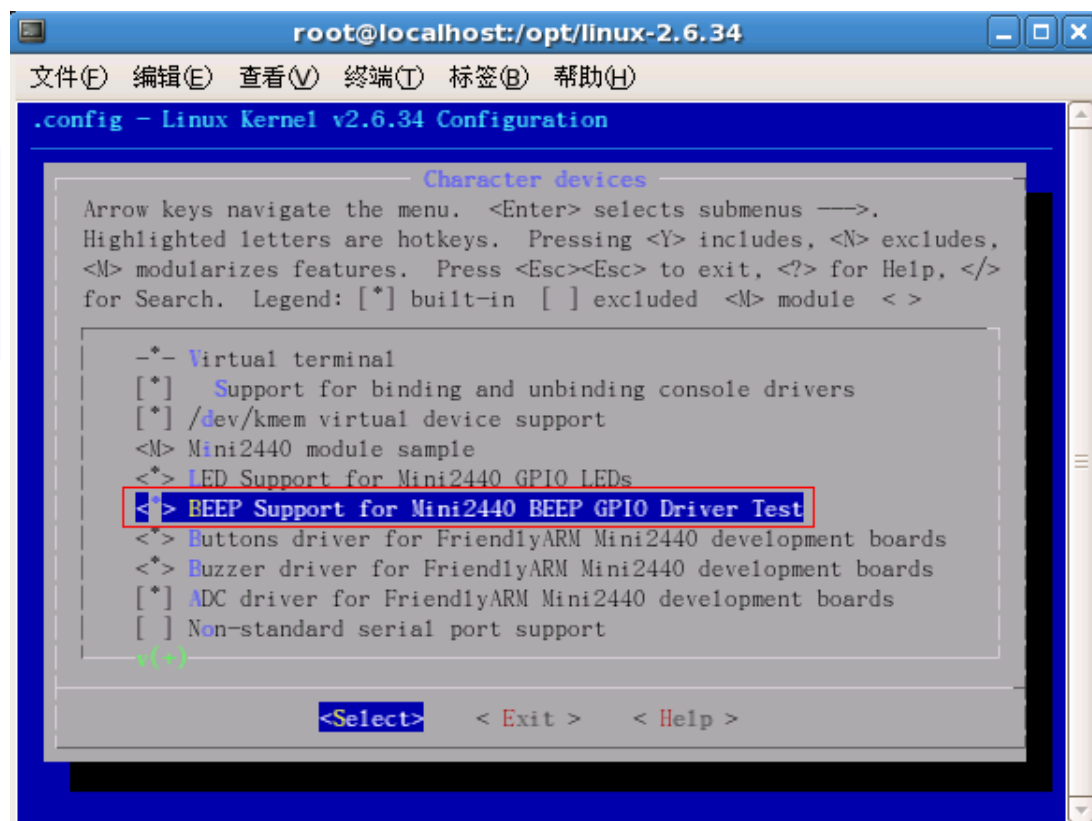 root@localhost:/opt/linux-2.6.34
文件(F) 编辑(E) 查看(V) 终端(T) 标签(B) 帮助(H)
.config - Linux Kernel v2.6.34 Configuration
Character devices
Arrow keys navigate the menu. <Enter> selects submenus --->.
Highlighted letters are hotkeys. Pressing <Y> includes, <N> excludes,
<M> modularizes features. Press <Esc><Esc> to exit, <?> for Help, </>
for Search. Legend: [*] built-in [ ] excluded <M> module < >
-*- Virtual terminal
[*] Support for binding and unbinding console drivers
[*] /dev/kmem virtual device support
<M> Mini2440 module sample
<*> LED Support for Mini2440 GPIO LEDs
<*> BEEP Support for Mini2440 BEEP GPIO Driver Test
<*> Buttons driver for FriendlyARM Mini2440 development boards
<*> Buzzer driver for FriendlyARM Mini2440 development boards
[*] ADC driver for FriendlyARM Mini2440 development boards
[ ] Non-standard serial port support
v(+)
<Select> < Exit > < Help >